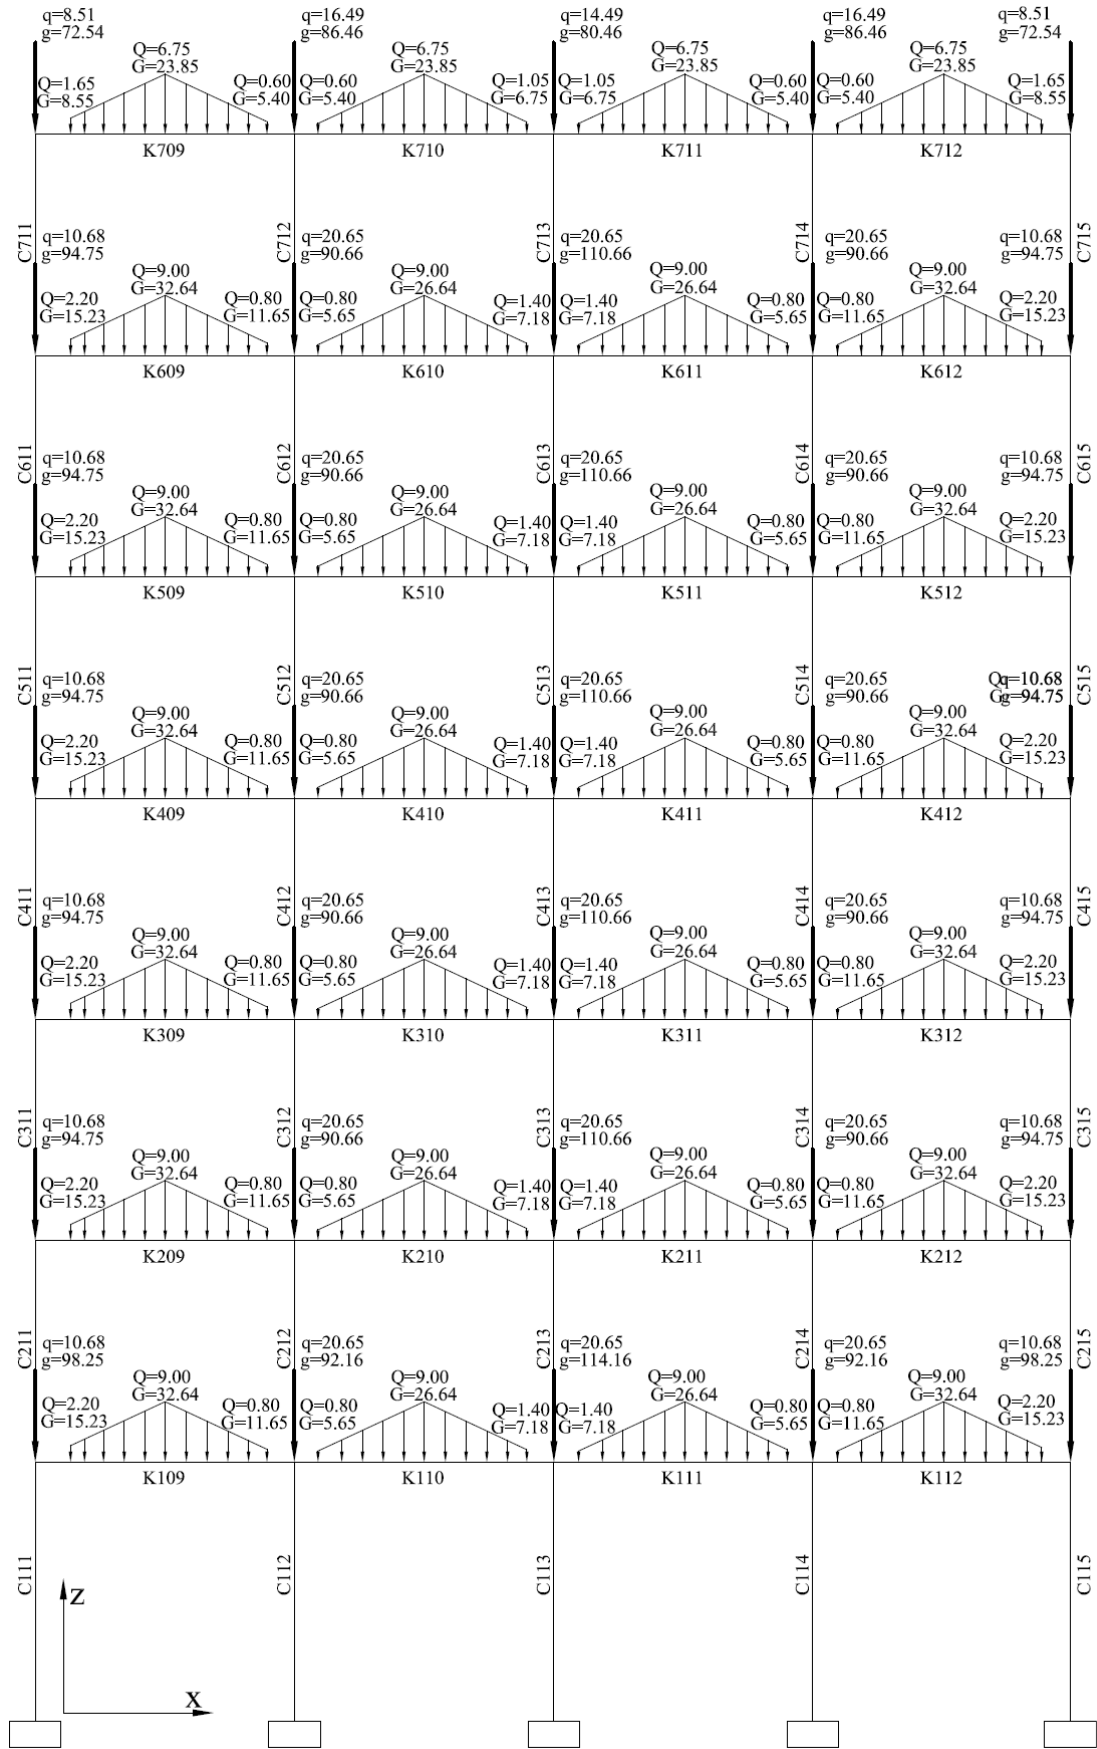 q=8.51
g=72.54
q=16.49
g=86.46
q=14.49
g=80.46
q=16.49
g=86.46
q=8.51
g=72.54
Q=6.75
G=23.85
Q=6.75
G=23.85
Q=6.75
G=23.85
Q=6.75
G=23.85
Q=1.65
G=8.55
Q=0.60
G=5.40
Q=0.60
G=5.40
Q=1.05
G=6.75
Q=1.05
G=6.75
Q=0.60
G=5.40
Q=0.60
G=5.40
Q=1.65
G=8.55
K709
K710
K711
K712
C711
C712
C713
C714
C715
q=10.68
g=94.75
q=20.65
g=90.66
q=20.65
g=110.66
q=20.65
g=90.66
q=10.68
g=94.75
Q=9.00
G=32.64
Q=9.00
G=26.64
Q=9.00
G=26.64
Q=9.00
G=32.64
Q=2.20
G=15.23
Q=0.80
G=11.65
Q=0.80
G=5.65
Q=1.40
G=7.18
Q=1.40
G=7.18
Q=0.80
G=5.65
Q=0.80
G=11.65
Q=2.20
G=15.23
K609
K610
K611
K612
C611
C612
C613
C614
C615
q=10.68
g=94.75
q=20.65
g=90.66
q=20.65
g=110.66
q=20.65
g=90.66
q=10.68
g=94.75
Q=9.00
G=32.64
Q=9.00
G=26.64
Q=9.00
G=26.64
Q=9.00
G=32.64
Q=2.20
G=15.23
Q=0.80
G=11.65
Q=0.80
G=5.65
Q=1.40
G=7.18
Q=1.40
G=7.18
Q=0.80
G=5.65
Q=0.80
G=11.65
Q=2.20
G=15.23
K509
K510
K511
K512
C511
C512
C513
C514
C515
q=10.68
g=94.75
q=20.65
g=90.66
q=20.65
g=110.66
q=20.65
g=90.66
q=10.68
g=94.75
Q=9.00
G=32.64
Q=9.00
G=26.64
Q=9.00
G=26.64
Q=9.00
G=32.64
Q=2.20
G=15.23
Q=0.80
G=11.65
Q=0.80
G=5.65
Q=1.40
G=7.18
Q=1.40
G=7.18
Q=0.80
G=5.65
Q=0.80
G=11.65
Q=2.20
G=15.23
K409
K410
K411
K412
C411
C412
C413
C414
C415
q=10.68
g=94.75
q=20.65
g=90.66
q=20.65
g=110.66
q=20.65
g=90.66
q=10.68
g=94.75
Q=9.00
G=32.64
Q=9.00
G=26.64
Q=9.00
G=26.64
Q=9.00
G=32.64
Q=2.20
G=15.23
Q=0.80
G=11.65
Q=0.80
G=5.65
Q=1.40
G=7.18
Q=1.40
G=7.18
Q=0.80
G=5.65
Q=0.80
G=11.65
Q=2.20
G=15.23
K309
K310
K311
K312
C311
C312
C313
C314
C315
q=10.68
g=94.75
q=20.65
g=90.66
q=20.65
g=110.66
q=20.65
g=90.66
q=10.68
g=94.75
Q=9.00
G=32.64
Q=9.00
G=26.64
Q=9.00
G=26.64
Q=9.00
G=32.64
Q=2.20
G=15.23
Q=0.80
G=11.65
Q=0.80
G=5.65
Q=1.40
G=7.18
Q=1.40
G=7.18
Q=0.80
G=5.65
Q=0.80
G=11.65
Q=2.20
G=15.23
K209
K210
K211
K212
C211
C212
C213
C214
C215
q=10.68
g=98.25
q=20.65
g=92.16
q=20.65
g=114.16
q=20.65
g=92.16
q=10.68
g=98.25
Q=9.00
G=32.64
Q=9.00
G=26.64
Q=9.00
G=26.64
Q=9.00
G=32.64
Q=2.20
G=15.23
Q=0.80
G=11.65
Q=0.80
G=5.65
Q=1.40
G=7.18
Q=1.40
G=7.18
Q=0.80
G=5.65
Q=0.80
G=11.65
Q=2.20
G=15.23
K109
K110
K111
K112
C111
C112
C113
C114
C115
Z
X